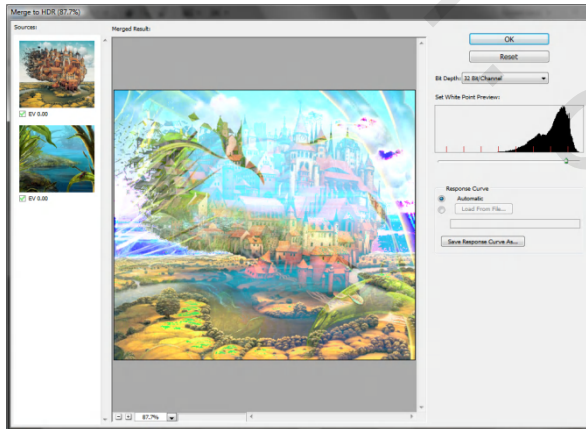 Merge to HDR (87.7%)
Sources:
EV 0.00
EV 0.00
Merged Result:
87.7%
OK
Reset
Bit Depth: 32 Bit/Channel
Set White Point Preview:
Response Curve
Automatic
Load From File...
Save Response Curve As...